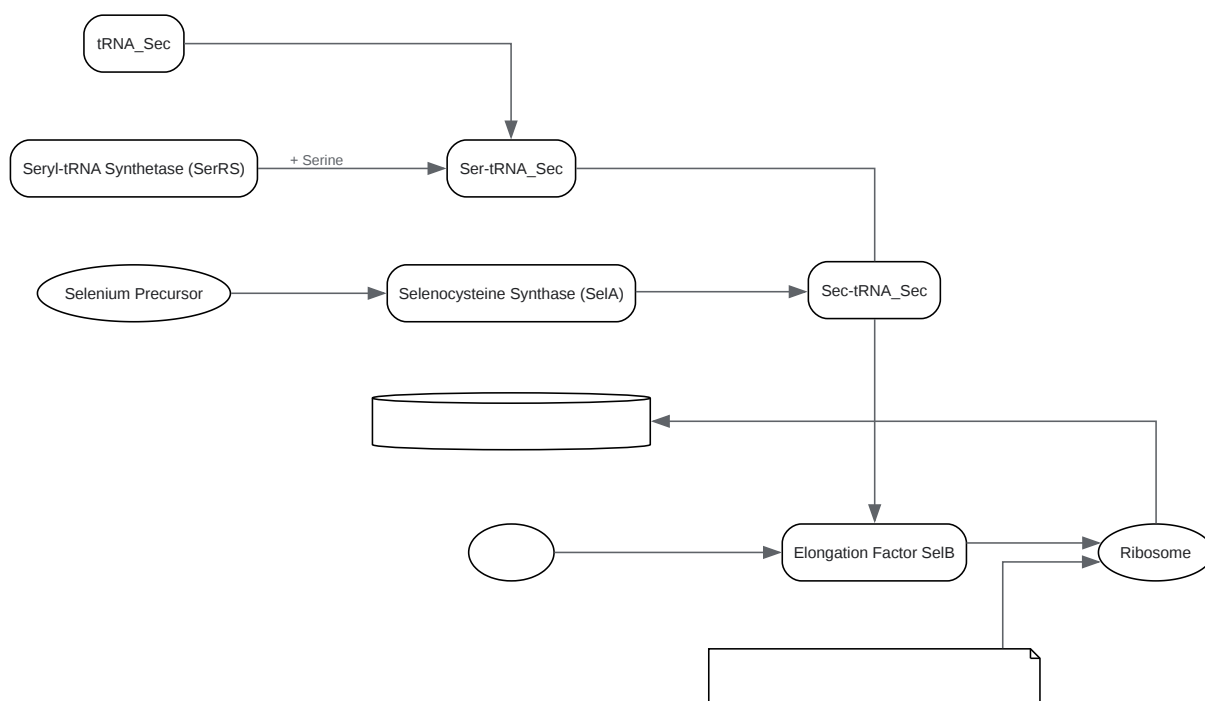 tRNA_Sec
Seryl-tRNA Synthetase (SerRS)
+ Serine
Ser-tRNA_Sec
Selenium Precursor
Selenocysteine Synthase (SelA)
Sec-tRNA_Sec
Elongation Factor SelB
Ribosome